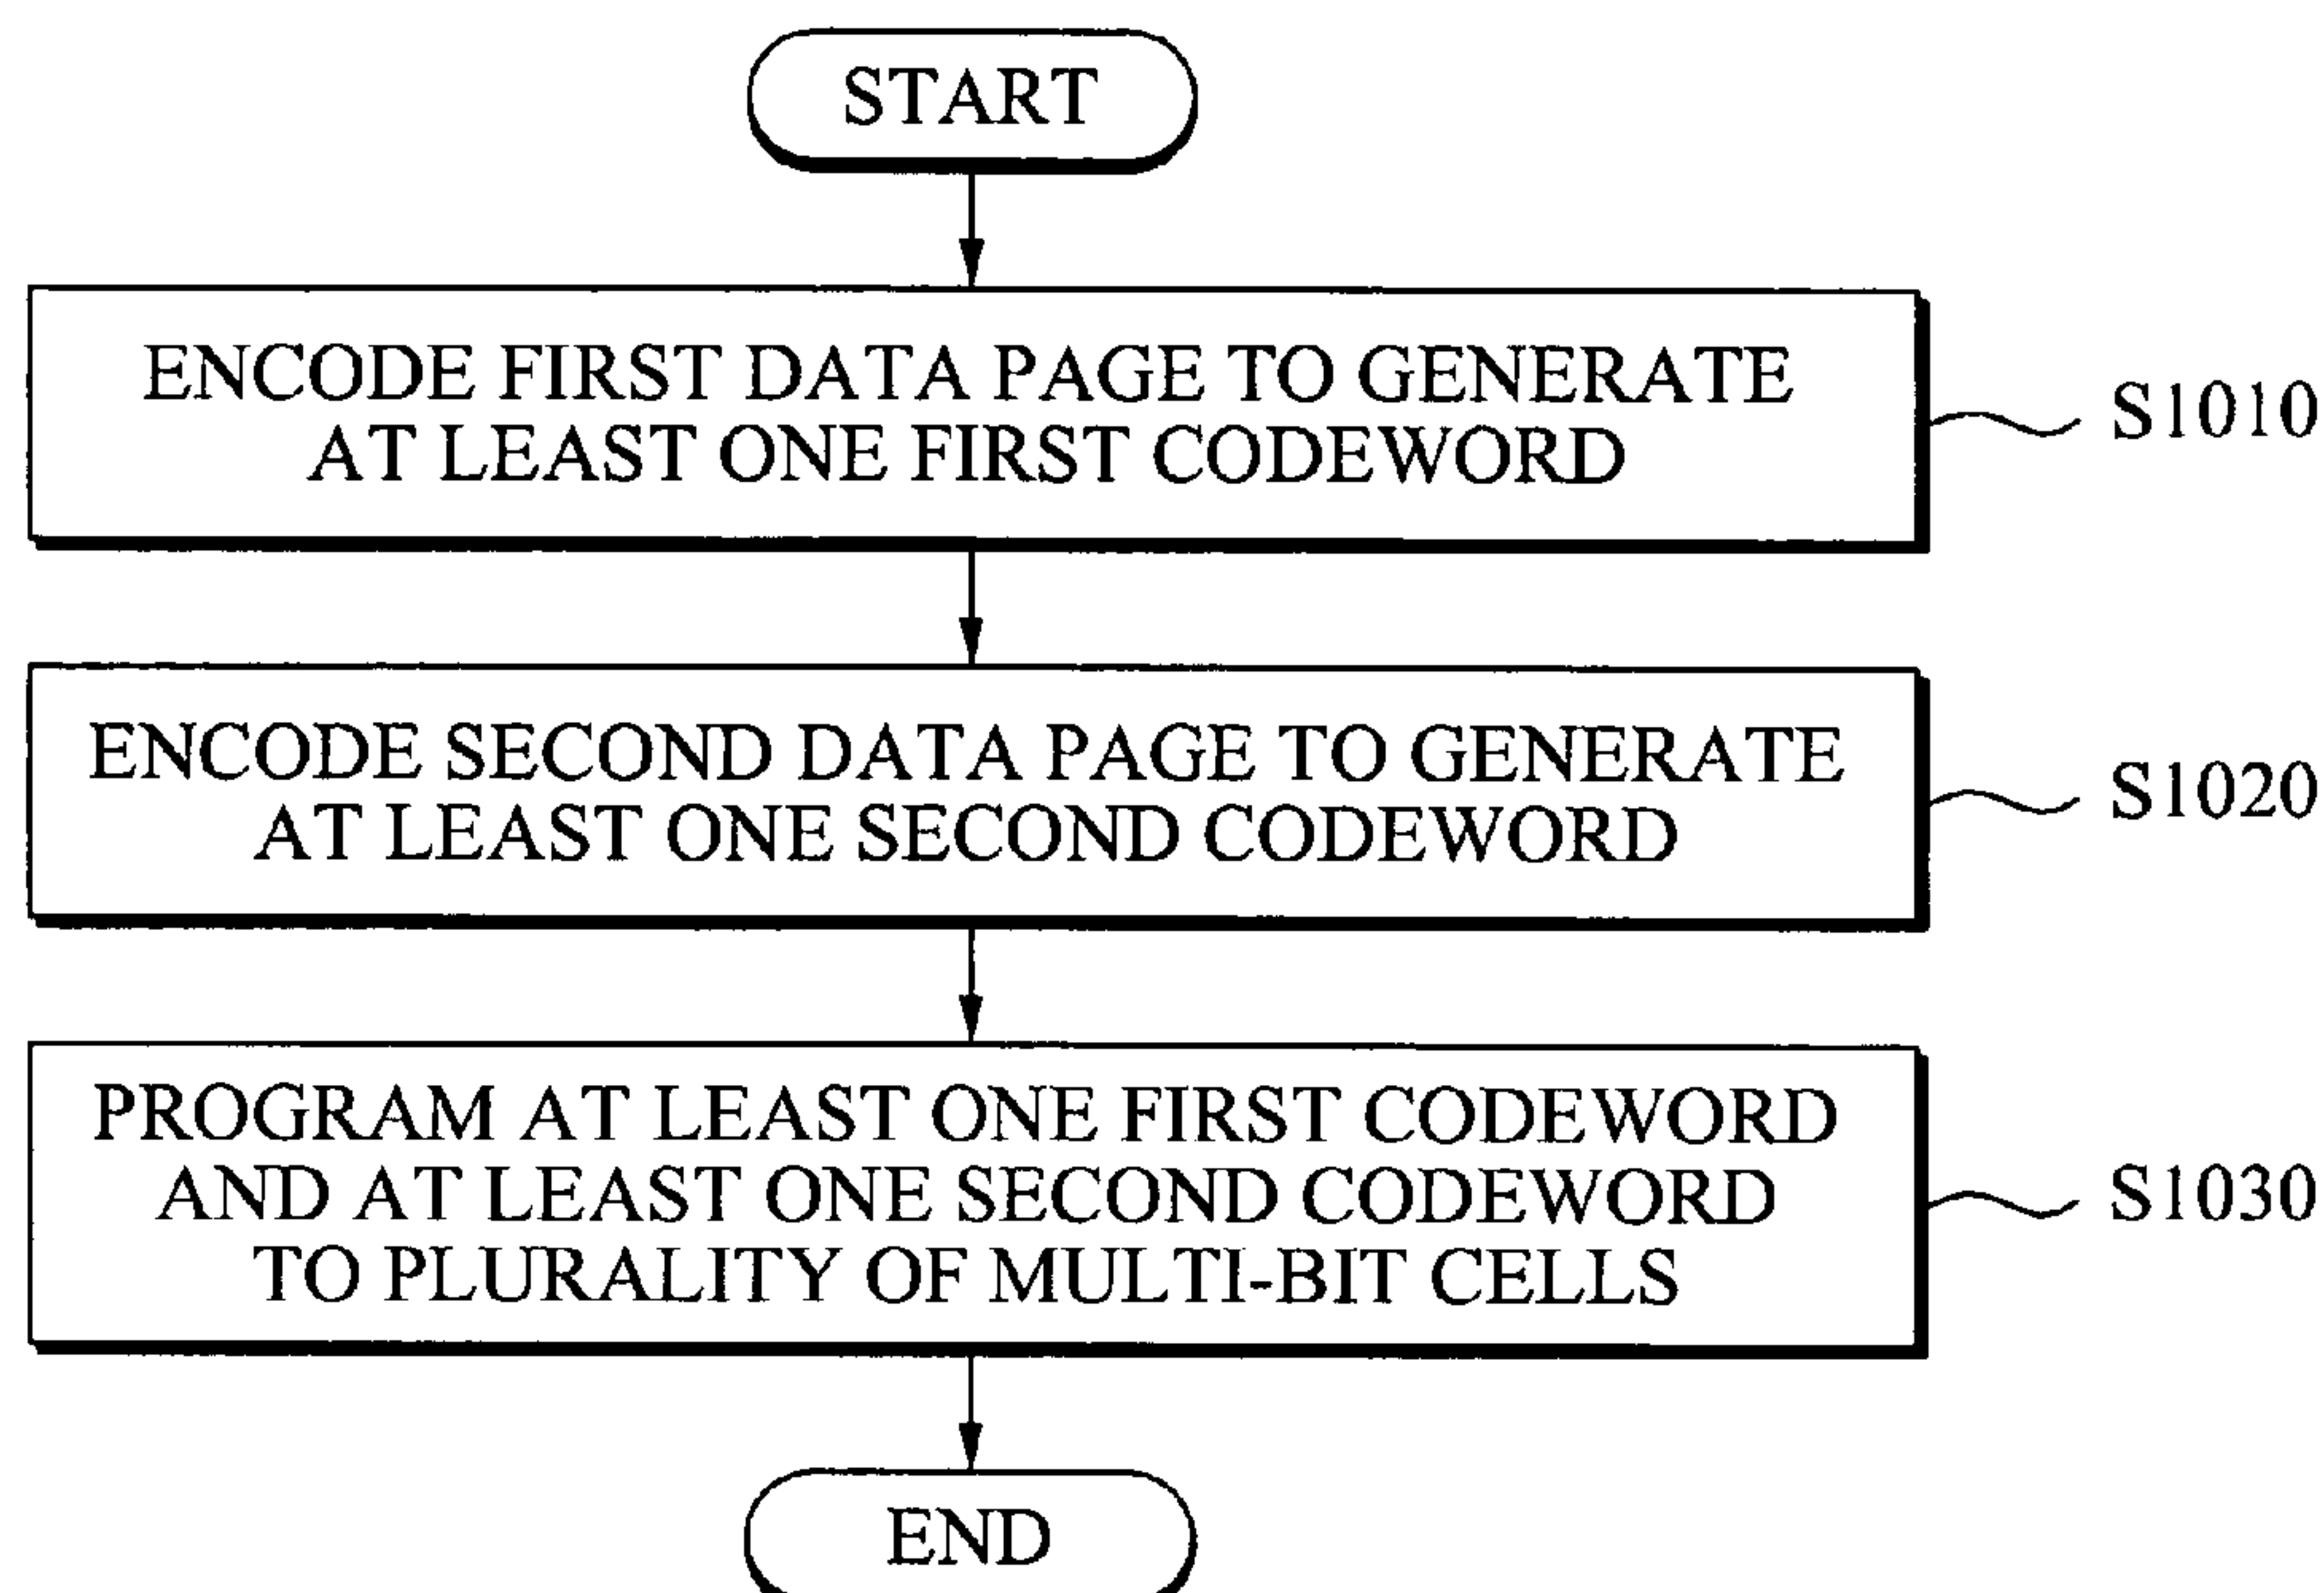 START
ENCODE FIRST DATA PAGE TO GENERATE
AT LEAST ONE FIRST CODEWORD
S1010
ENCODE SECOND DATA PAGE TO GENERATE
AT LEAST ONE SECOND CODEWORD
S1020
PROGRAM AT LEAST ONE FIRST CODEWORD
AND AT LEAST ONE SECOND CODEWORD
TO PLURALITY OF MULTI-BIT CELLS
S1030
END